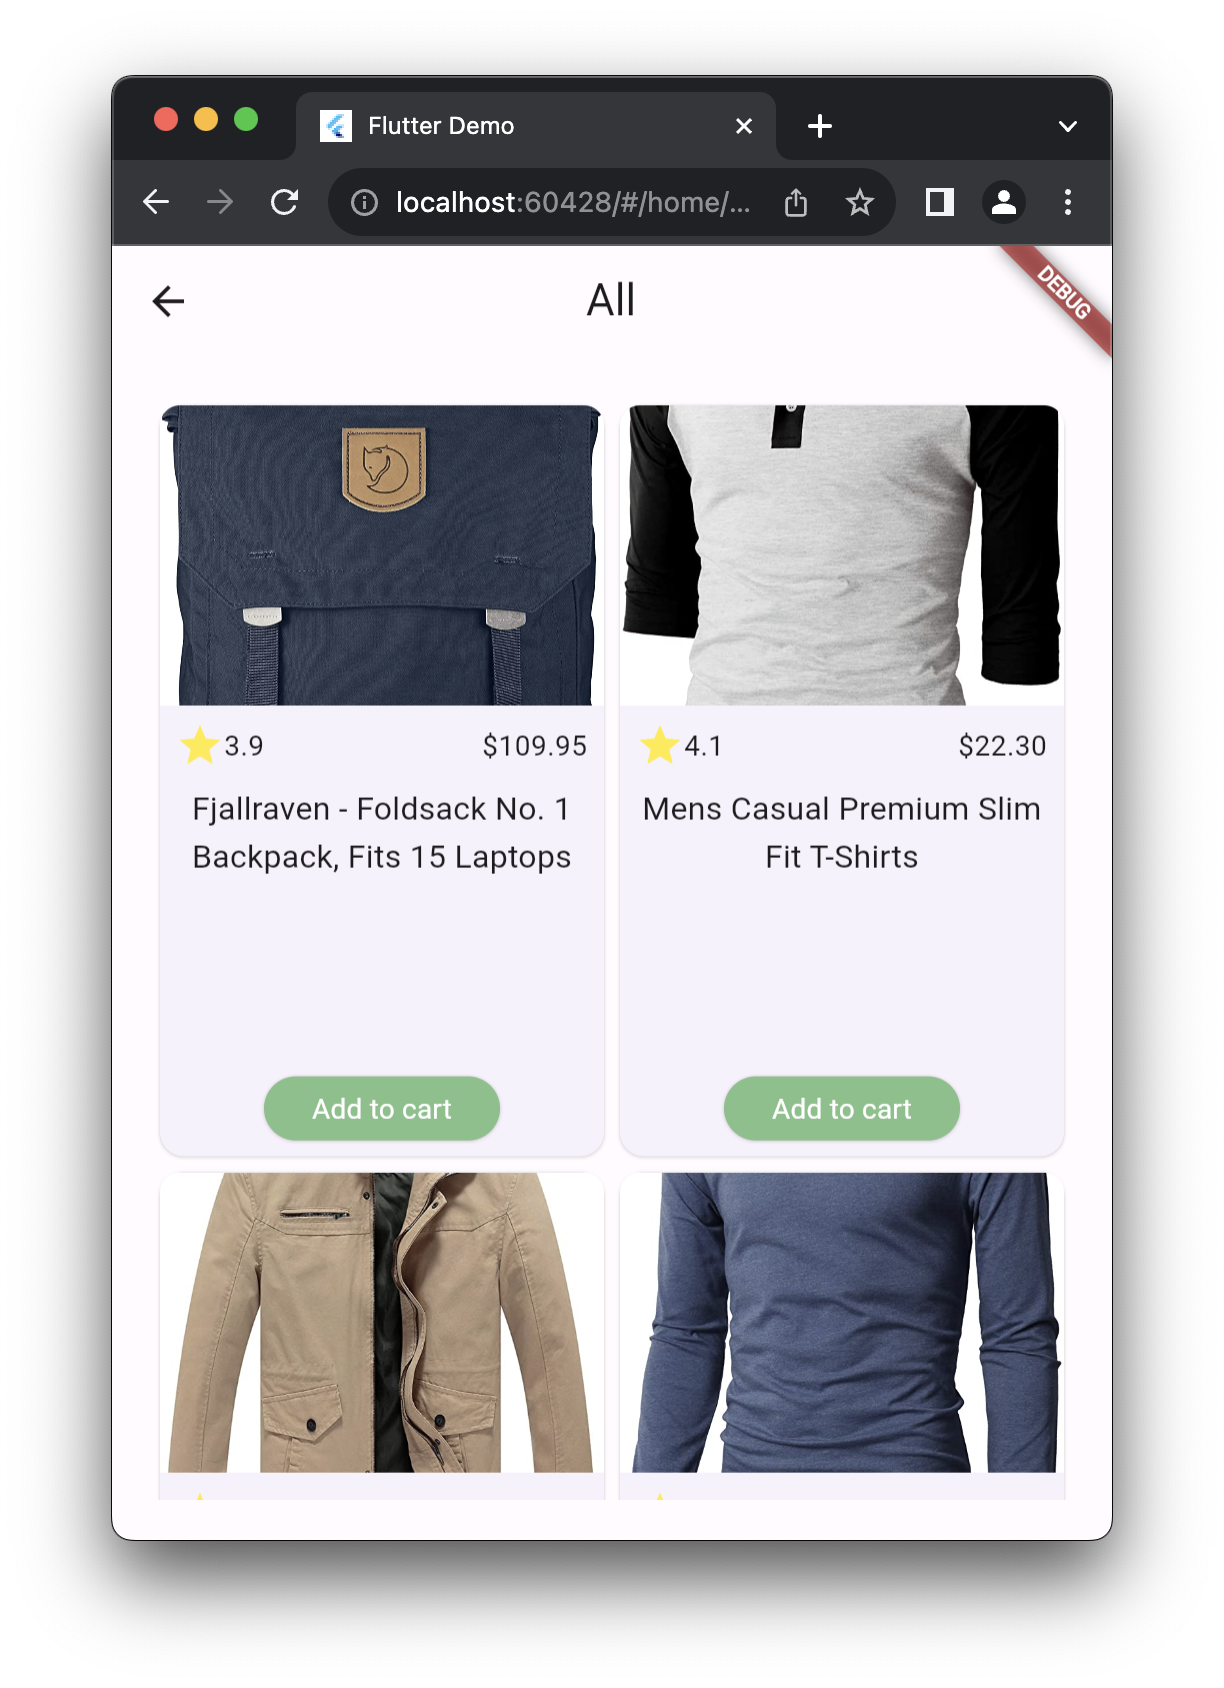 Flutter Demo
localhost:60428/#/home/...
All
DEBUG
3.9 $109.95
Fjallraven - Foldsack No. 1
Backpack, Fits 15 Laptops
Add to cart
4.1 $22.30
Mens Casual Premium Slim
Fit T-Shirts
Add to cart